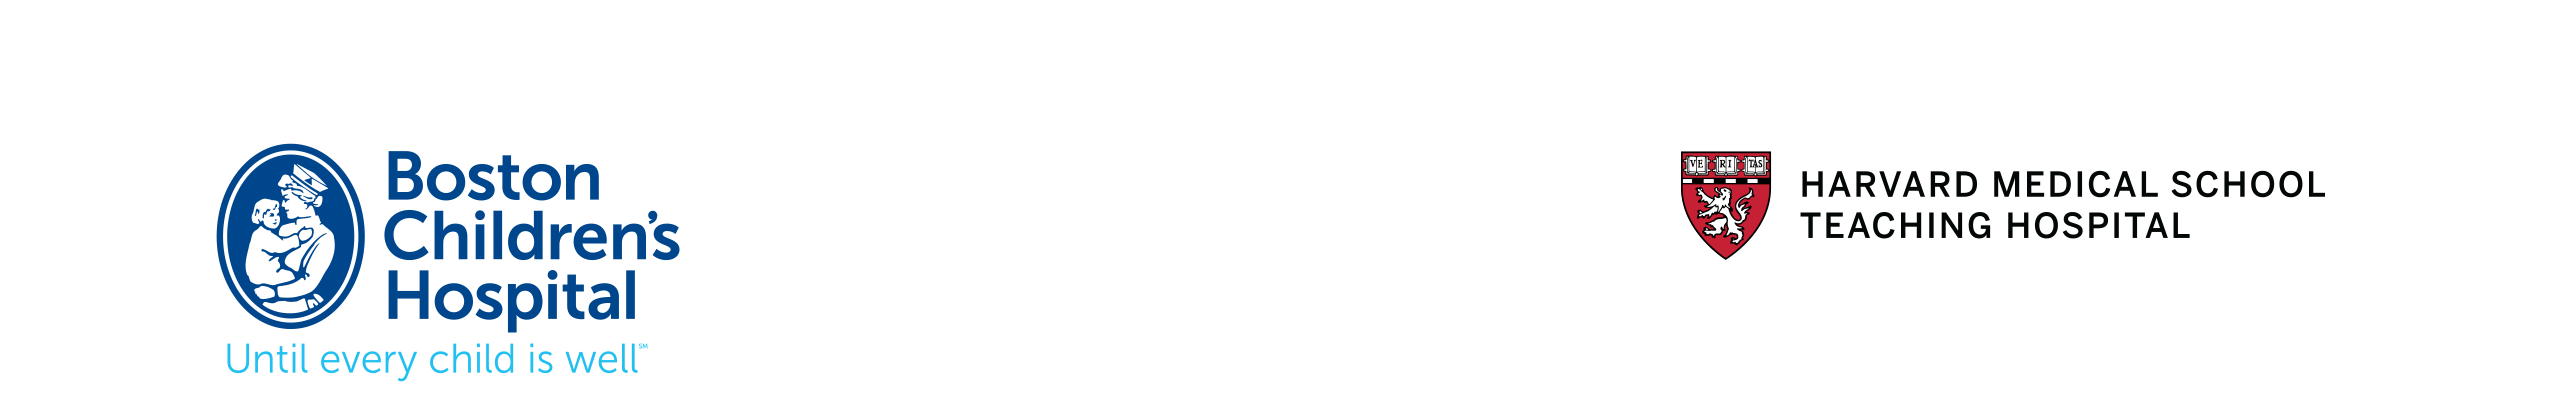 Boston
Children's
Hospital
Until every child is well℠
VE RI TAS
HARVARD MEDICAL SCHOOL
TEACHING HOSPITAL